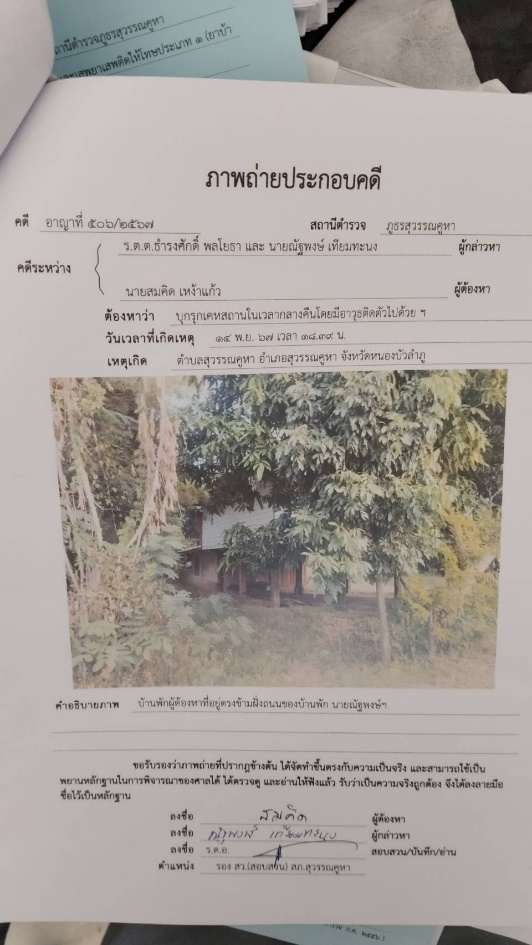 สถานีตำรวจภูธรสุวรรณคูหา
และเสพยาเสพติดให้โทษประเภท ๑ (ยาบ้า
ภาพถ่ายประกอบคดี
คดี อาญาที่ ๕๐๖/๒๕๖๗ สถานีตำรวจ ภูธรสุวรรณคูหา
ร.ต.ต.ธำรงศักดิ์ พลโยธา และ นายณัฐพงษ์ เทียมทะนง ผู้กล่าวหา
คดีระหว่าง
นายสมคิด เหง้าแก้ว ผู้ต้องหา
ต้องหาว่า บุกรุกเคหสถานในเวลากลางคืนโดยมีอาวุธติดตัวไปด้วย ฯ
วันเวลาที่เกิดเหตุ ๑๔ พ.ย. ๖๗ เวลา ๑๘.๓๙ น.
เหตุเกิด ตำบลสุวรรณคูหา อำเภอสุวรรณคูหา จังหวัดหนองบัวลำภู
คำอธิบายภาพ บ้านพักผู้ต้องหาที่อยู่ตรงข้ามฝั่งถนนของบ้านพัก นายณัฐพงษ์ฯ
ขอรับรองว่าภาพถ่ายที่ปรากฎข้างต้น ได้จัดทำขึ้นตรงกับความเป็นจริง และสามารถใช้เป็น
พยานหลักฐานในการพิจารณาของศาลได้ ได้ตรวจดู และอ่านให้ฟังแล้ว รับว่าเป็นความจริงถูกต้อง จึงได้ลงลายมือ
ชื่อไว้เป็นหลักฐาน
ลงชื่อ สมคิด ผู้ต้องหา
ลงชื่อ ณัฐพงษ์ เทียมทะนง ผู้กล่าวหา
ลงชื่อ ร.ต.อ. สอบสวน/บันทึก/อ่าน
ตำแหน่ง รอง สว.(สอบสวน) สภ.สุวรรณคูหา